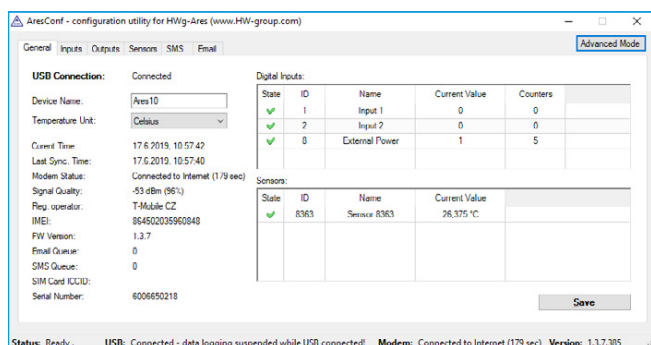 AresConf - configuration utility for HWg-Ares (www.HW-group.com)
General Inputs Outputs Sensors SMS Email
Advanced Mode
USB Connection: Connected
Device Name: Ares10
Temperature Unit: Celsius
Curent Time: 17.6.2019, 10:57:42
Last Sync. Time: 17.6.2019, 10:57:40
Modem Status: Connected to Internet (179 sec)
Signal Quality: -53 dBm (96%)
Reg. operator: T-Mobile CZ
IMEI: 864502035960848
FW Version: 1.3.7
Email Queue: 0
SMS Queue: 0
SIM Card ICCID:
Serial Number: 6006650218
Digital Inputs:
State ID Name Current Value Counters
1 Input 1 0 0
2 Input 2 0 0
8 External Power 1 5
Sensors:
State ID Name Current Value
8363 Sensor 8363 26,375 °C
Save
Status: Ready. USB: Connected - data logging suspended while USB connected! Modem: Connected to Internet (179 sec) Version: 1.3.7.385